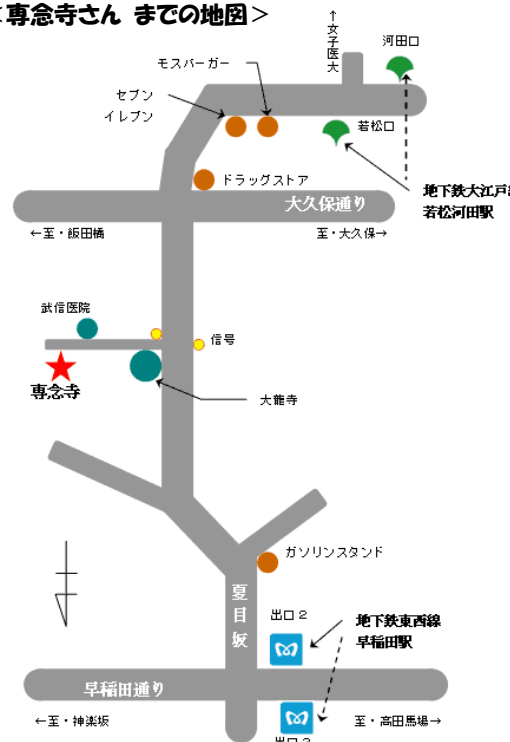 <専念寺さん までの地図>
↑女子医大
河田口
モスバーガー
セブン
イレブン
若松口
ドラッグストア
地下鉄大江戸
若松河田駅
大久保通り
←至・飯田橋
至・大久保→
武信医院
信号
専念寺
大龍寺
ガソリンスタンド
夏目坂
出口2
地下鉄東西線
早稲田駅
早稲田通り
←至・神楽坂
至・高田馬場→